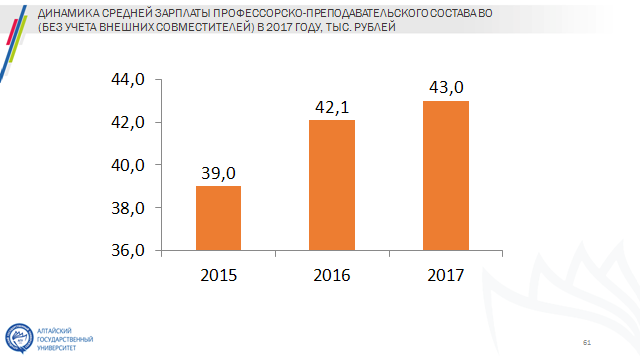 ДИНАМИКА СРЕДНЕЙ ЗАРПЛАТЫ ПРОФЕССОРСКО-ПРЕПОДАВАТЕЛЬСКОГО СОСТАВА ВО
(БЕЗ УЧЕТА ВНЕШНИХ СОВМЕСТИТЕЛЕЙ) В 2017 ГОДУ, ТЫС. РУБЛЕЙ
44,0
43,0
42,1
42,0
40,0
39,0
38,0
36,0
2015 2016 2017
АЛТАЙСКИЙ
ГОСУДАРСТВЕННЫЙ
УНИВЕРСИТЕТ
61